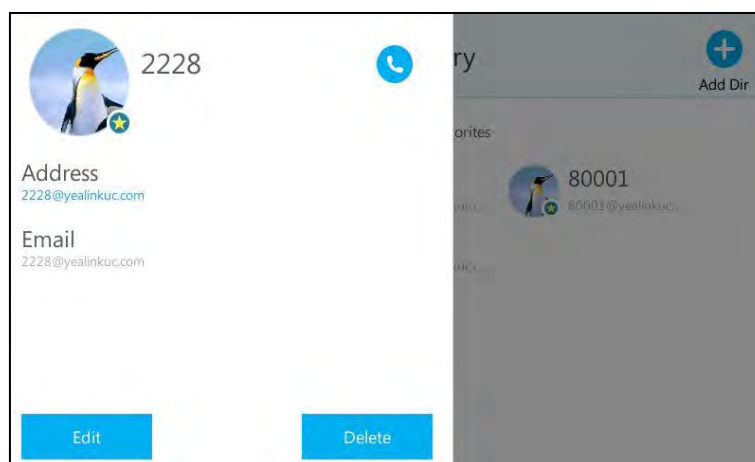 2228
Address
2228@yealinkuc.com
Email
2228@yealinkuc.com
Edit
Delete
ry
Add Dir
orites
80001
80001@yealinkuc...